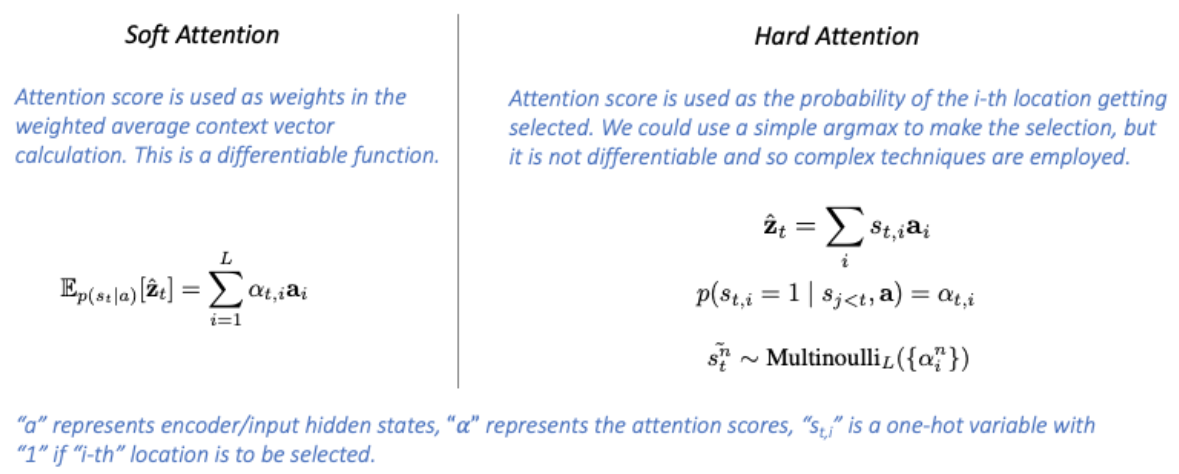 Soft Attention
Attention score is used as weights in the
weighted average context vector
calculation. This is a differentiable function.
𝔼_{p(s_t|a)}[ẑ_t] = ∑_{i=1}^{L} α_{t,i}a_i
Hard Attention
Attention score is used as the probability of the i-th location getting
selected. We could use a simple argmax to make the selection, but
it is not differentiable and so complex techniques are employed.
ẑ_t = ∑_i s_{t,i}a_i
p(s_{t,i} = 1 | s_{j<t}, a) = α_{t,i}
s̃_t^n ~ Multinoulli_L({α_i^n})
“a” represents encoder/input hidden states, “α” represents the attention scores, “s_{t,i}” is a one-hot variable with
“1” if “i-th” location is to be selected.